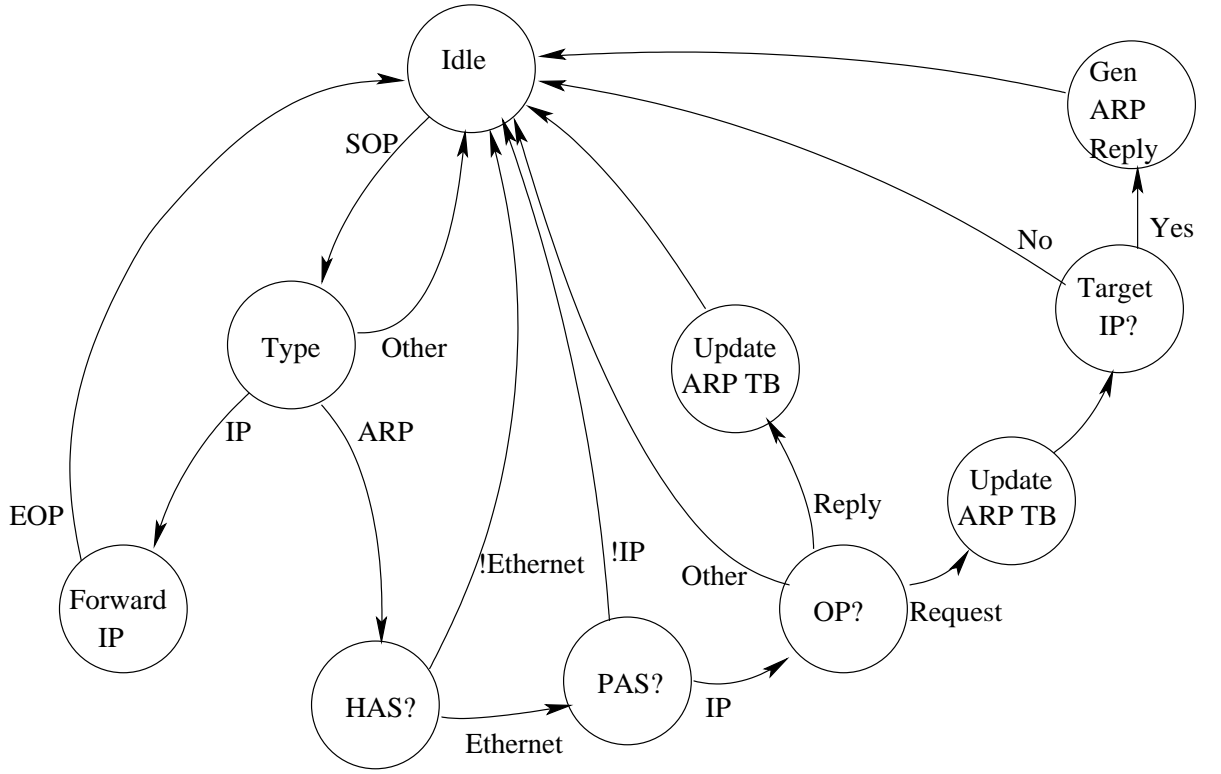 Idle
Gen
ARP
Reply
SOP
Yes
No
Target
IP?
Type
Other
Update
ARP TB
IP
ARP
Update
ARP TB
EOP
Reply
!Ethernet
!IP
Other
Forward
IP
OP?
Request
HAS?
PAS?
IP
Ethernet